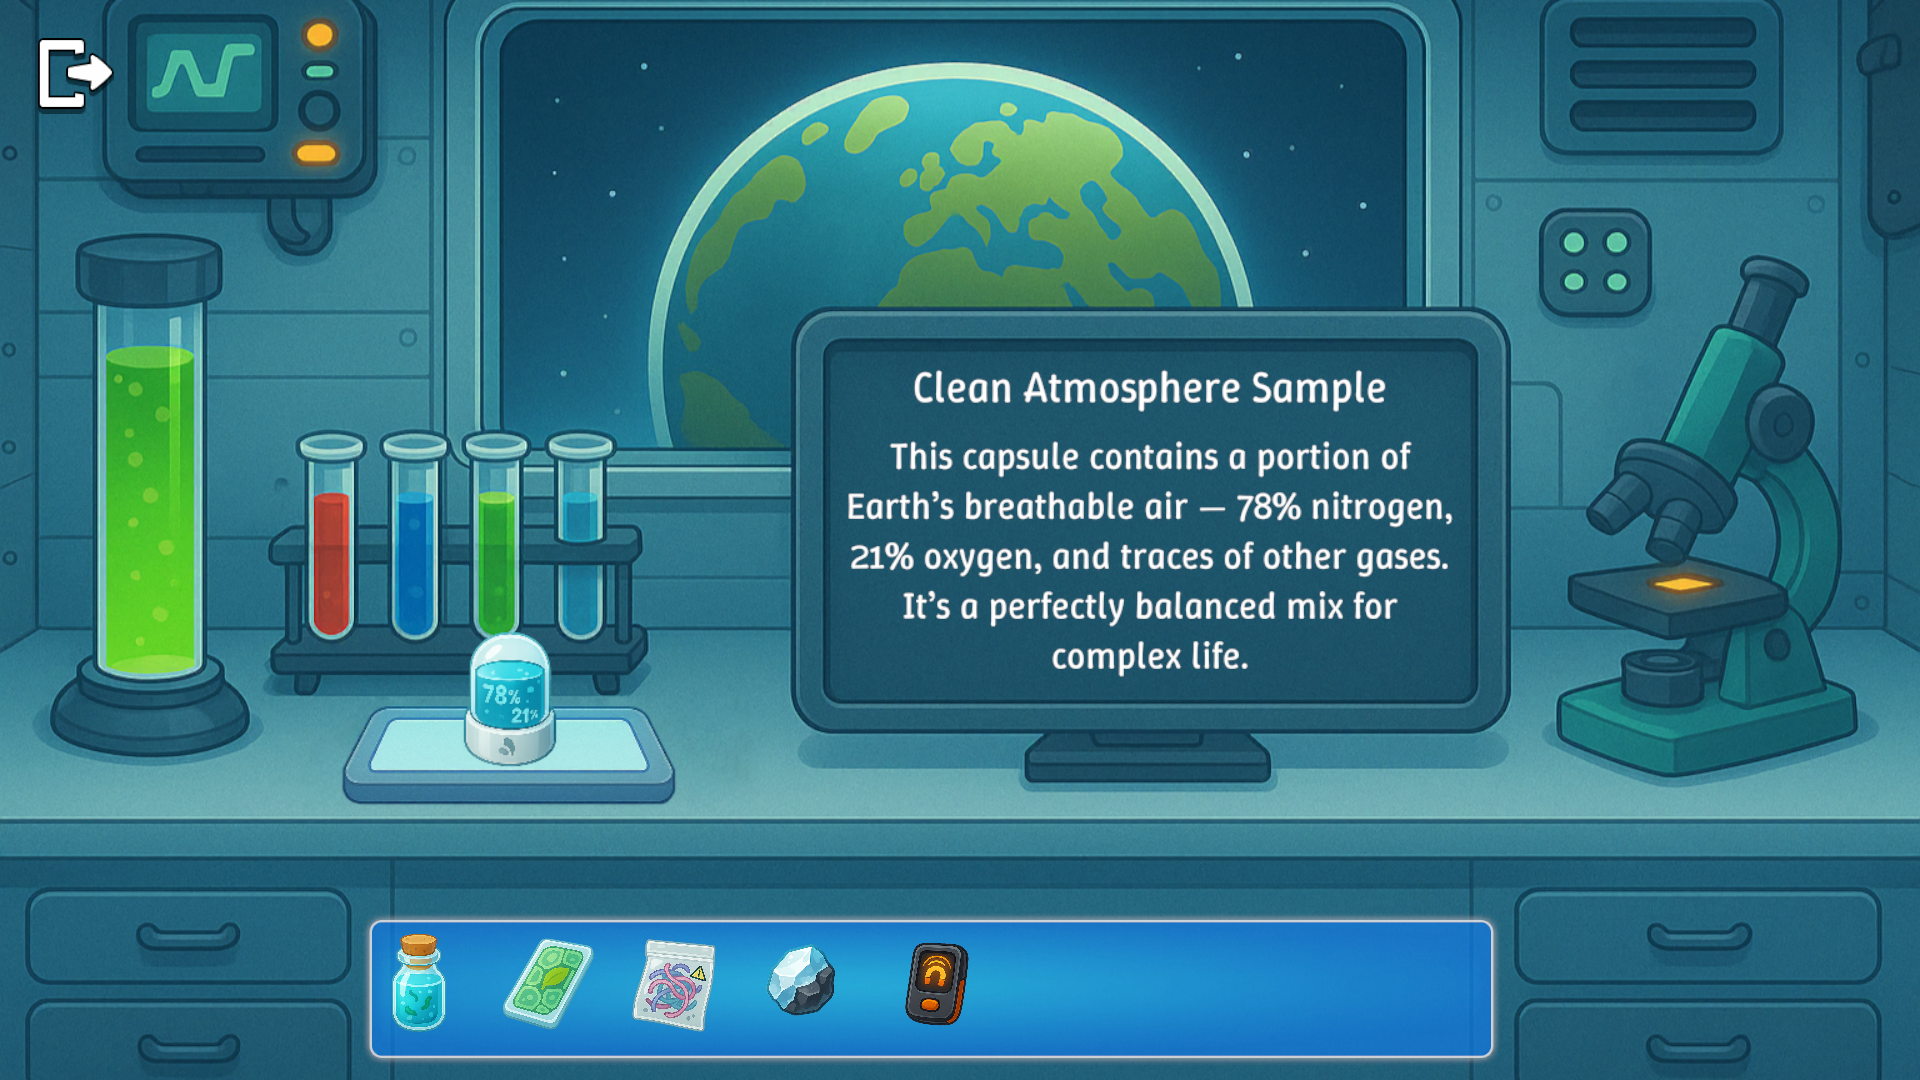 Clean Atmosphere Sample
This capsule contains a portion of
Earth's breathable air — 78% nitrogen,
21% oxygen, and traces of other gases.
It's a perfectly balanced mix for
complex life.
78%
21%